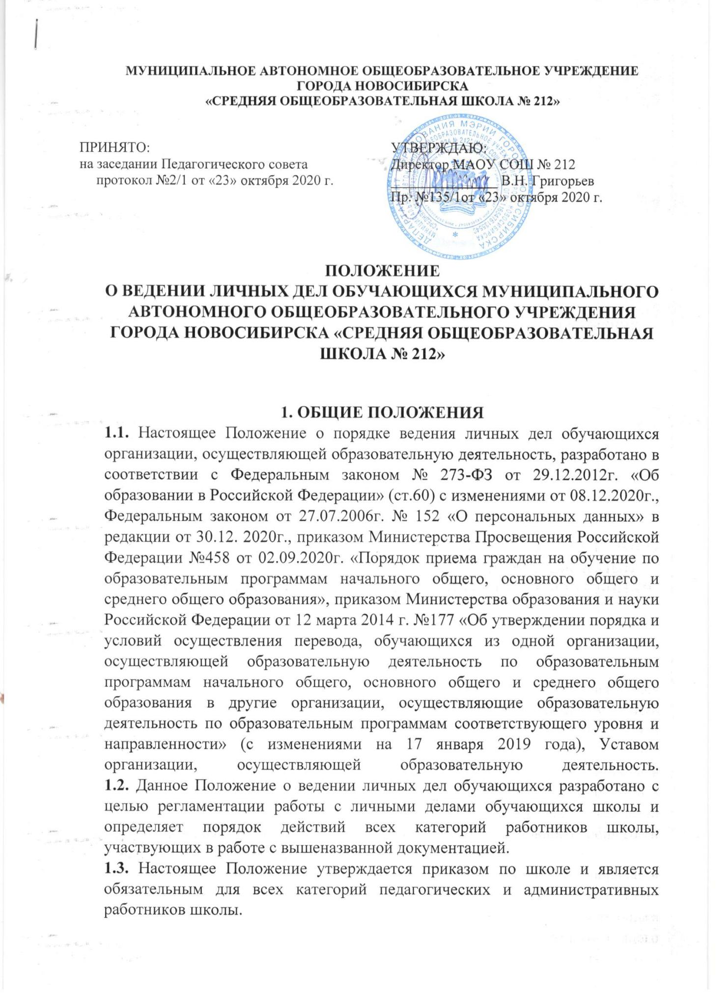 МУНИЦИПАЛЬНОЕ АВТОНОМНОЕ ОБЩЕОБРАЗОВАТЕЛЬНОЕ УЧРЕЖДЕНИЕ
ГОРОДА НОВОСИБИРСКА
«СРЕДНЯЯ ОБЩЕОБРАЗОВАТЕЛЬНАЯ ШКОЛА № 212»
ПРИНЯТО:
на заседании Педагогического совета
протокол №2/1 от «23» октября 2020 г.
УТВЕРЖДАЮ:
Директор МАОУ СОШ № 212
В.Н. Григорьев
Пр. №135/1от «23» октября 2020 г.
ДЕПАРТАМЕНТ ОБРАЗОВАНИЯ МЭРИИ ГОРОДА НОВОСИБИРСКА
ПОЛОЖЕНИЕ
О ВЕДЕНИИ ЛИЧНЫХ ДЕЛ ОБУЧАЮЩИХСЯ МУНИЦИПАЛЬНОГО
АВТОНОМНОГО ОБЩЕОБРАЗОВАТЕЛЬНОГО УЧРЕЖДЕНИЯ
ГОРОДА НОВОСИБИРСКА «СРЕДНЯЯ ОБЩЕОБРАЗОВАТЕЛЬНАЯ
ШКОЛА № 212»
1. ОБЩИЕ ПОЛОЖЕНИЯ
1.1. Настоящее Положение о порядке ведения личных дел обучающихся
организации, осуществляющей образовательную деятельность, разработано в
соответствии с Федеральным законом № 273-ФЗ от 29.12.2012г. «Об
образовании в Российской Федерации» (ст.60) с изменениями от 08.12.2020г.,
Федеральным законом от 27.07.2006г. № 152 «О персональных данных» в
редакции от 30.12. 2020г., приказом Министерства Просвещения Российской
Федерации №458 от 02.09.2020г. «Порядок приема граждан на обучение по
образовательным программам начального общего, основного общего и
среднего общего образования», приказом Министерства образования и науки
Российской Федерации от 12 марта 2014 г. №177 «Об утверждении порядка и
условий осуществления перевода, обучающихся из одной организации,
осуществляющей образовательную деятельность по образовательным
программам начального общего, основного общего и среднего общего
образования в другие организации, осуществляющие образовательную
деятельность по образовательным программам соответствующего уровня и
направленности» (с изменениями на 17 января 2019 года), Уставом
организации, осуществляющей образовательную деятельность.
1.2. Данное Положение о ведении личных дел обучающихся разработано с
целью регламентации работы с личными делами обучающихся школы и
определяет порядок действий всех категорий работников школы,
участвующих в работе с вышеназванной документацией.
1.3. Настоящее Положение утверждается приказом по школе и является
обязательным для всех категорий педагогических и административных
работников школы.